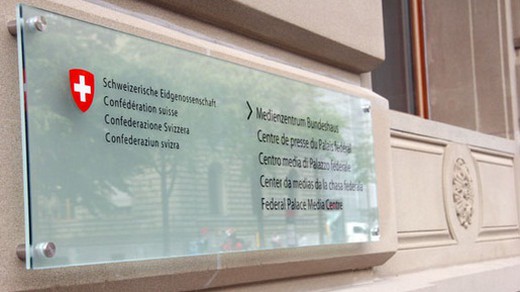 Schweizerische Eidgenossenschaft
Confédération suisse
Confederazione Svizzera
Confederaziun svizra
Medienzentrum Bundeshaus
Centre de presse du Palais fédéral
Centro media di Palazzo federale
Center da medias da la chasa federala
Federal Palace Media Centre